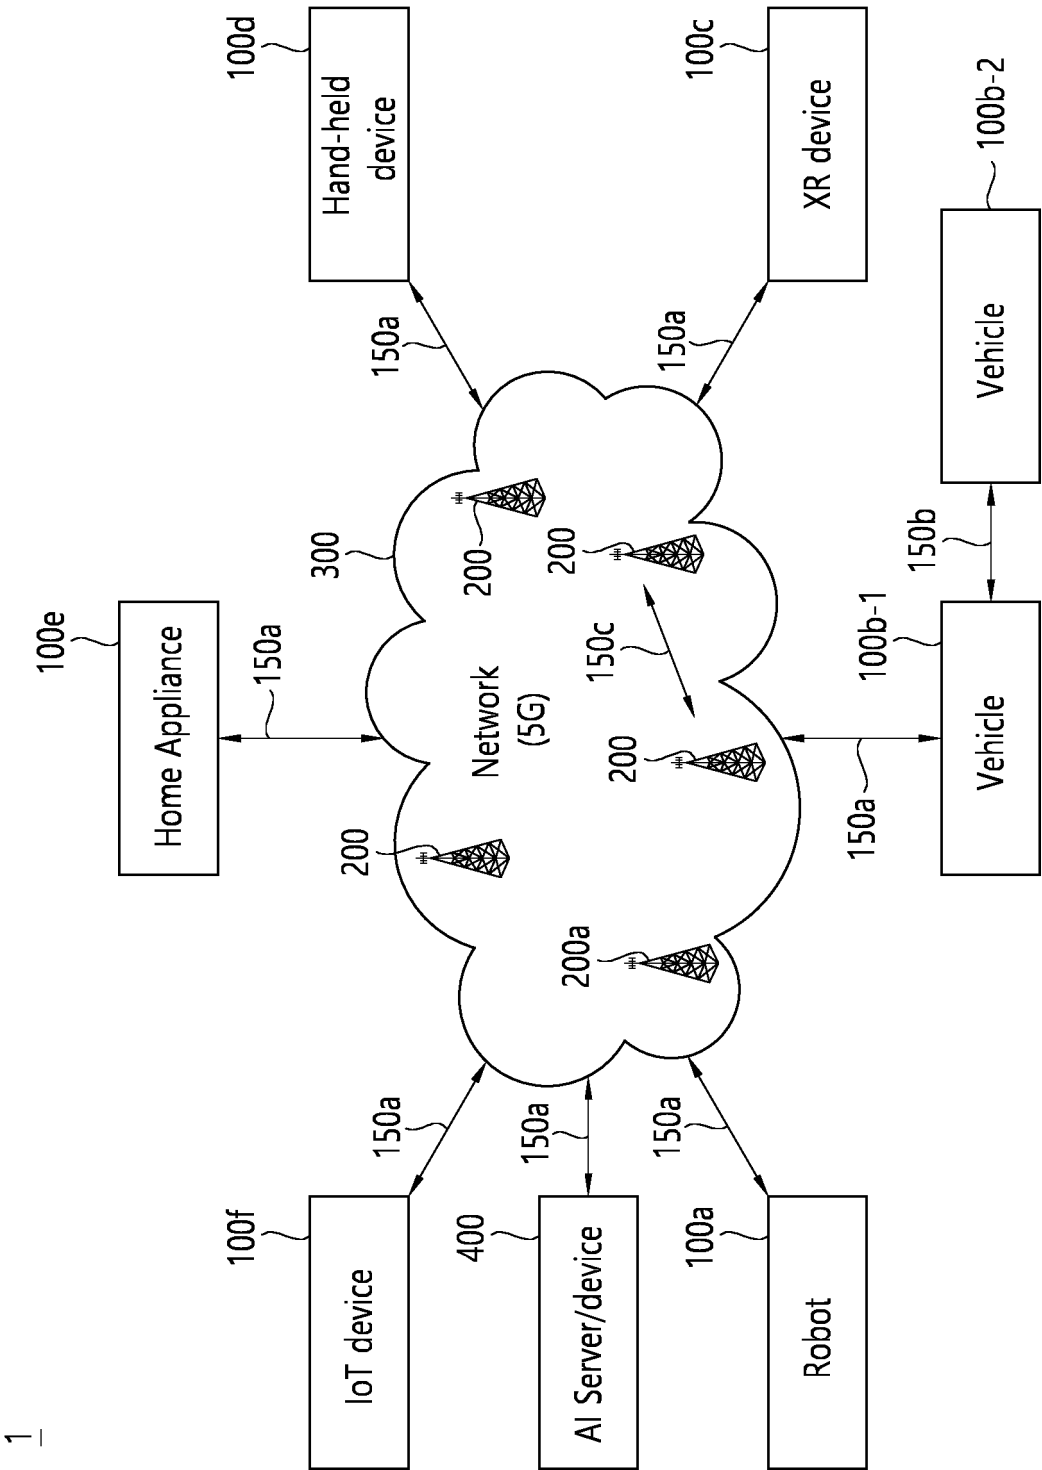 1
100e
Home Appliance
150a
100f
IoT device
150a
300
100d
Hand-held
device
150a
200
200
Network
(5G)
400
AI Server/device
150a
200a
200
150c
200
100a
Robot
150a
150a
100c
XR device
150a
100b-1
Vehicle
150b
100b-2
Vehicle